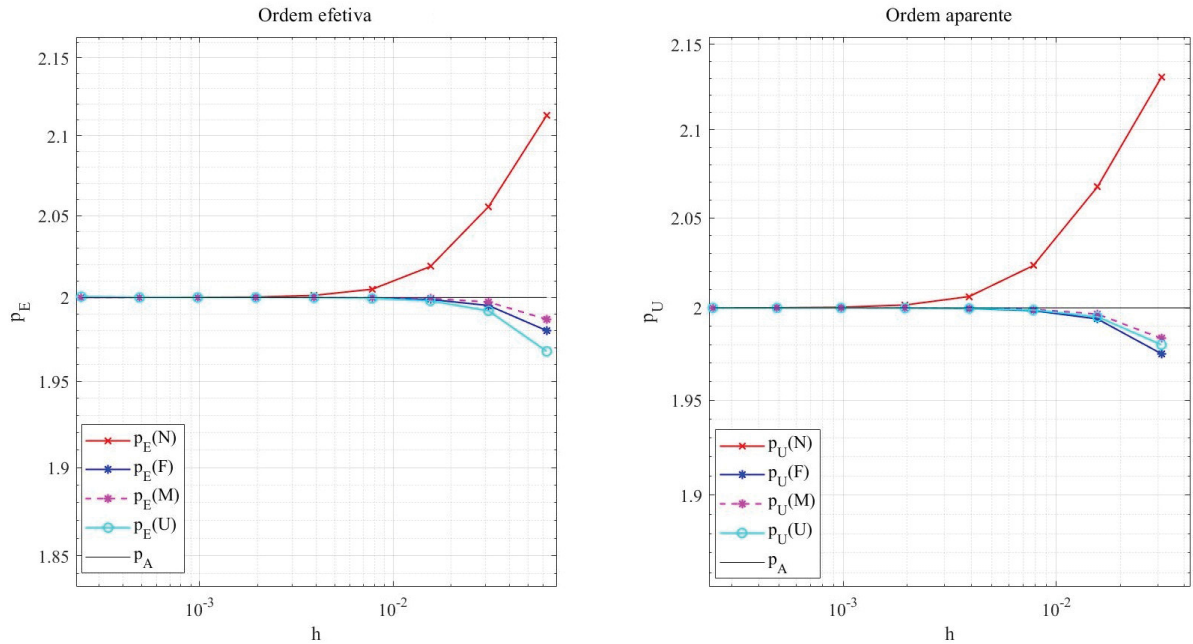 Ordem efetiva
2.15
2.1
2.05
2
1.95
1.9
1.85
p_E
p_E(N)
p_E(F)
p_E(M)
p_E(U)
p_A
10^-3
10^-2
h
Ordem aparente
2.15
2.1
2.05
2
1.95
1.9
p_U
p_U(N)
p_U(F)
p_U(M)
p_U(U)
p_A
10^-3
10^-2
h